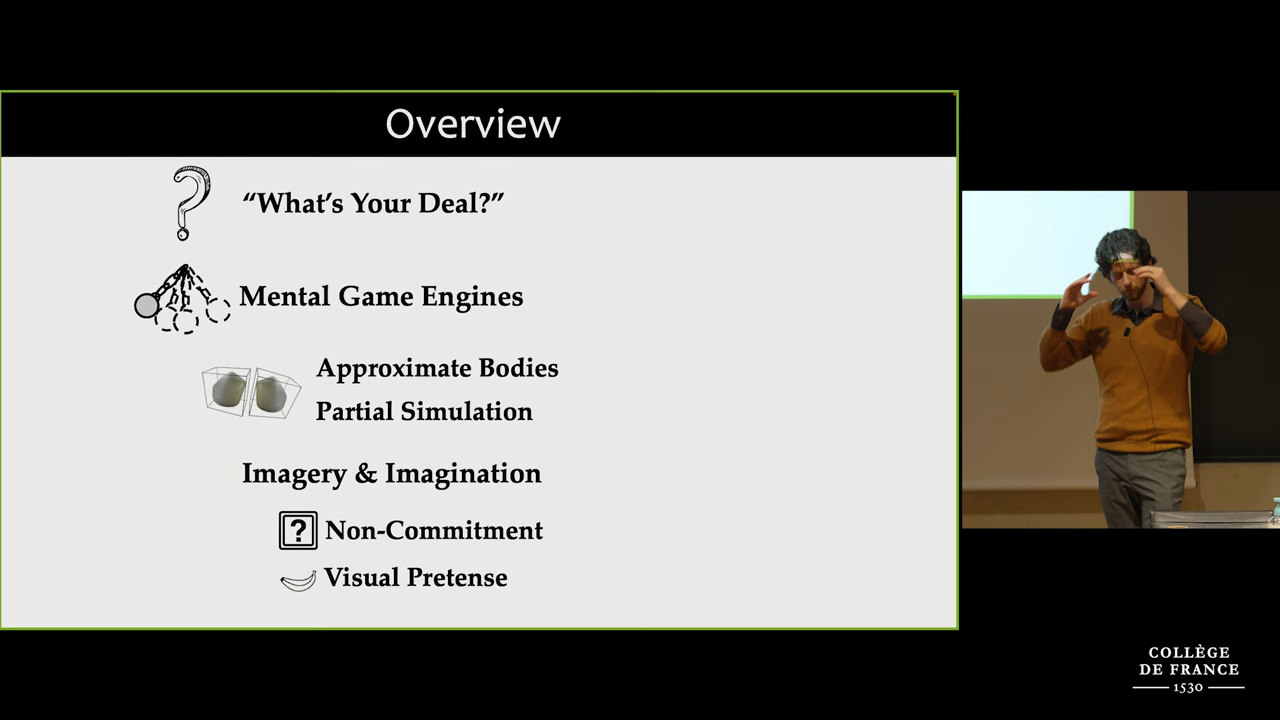 Overview
“What’s Your Deal?”
Mental Game Engines
Approximate Bodies
Partial Simulation
Imagery & Imagination
? Non-Commitment
Visual Pretense
COLLÈGE
DE FRANCE
1530